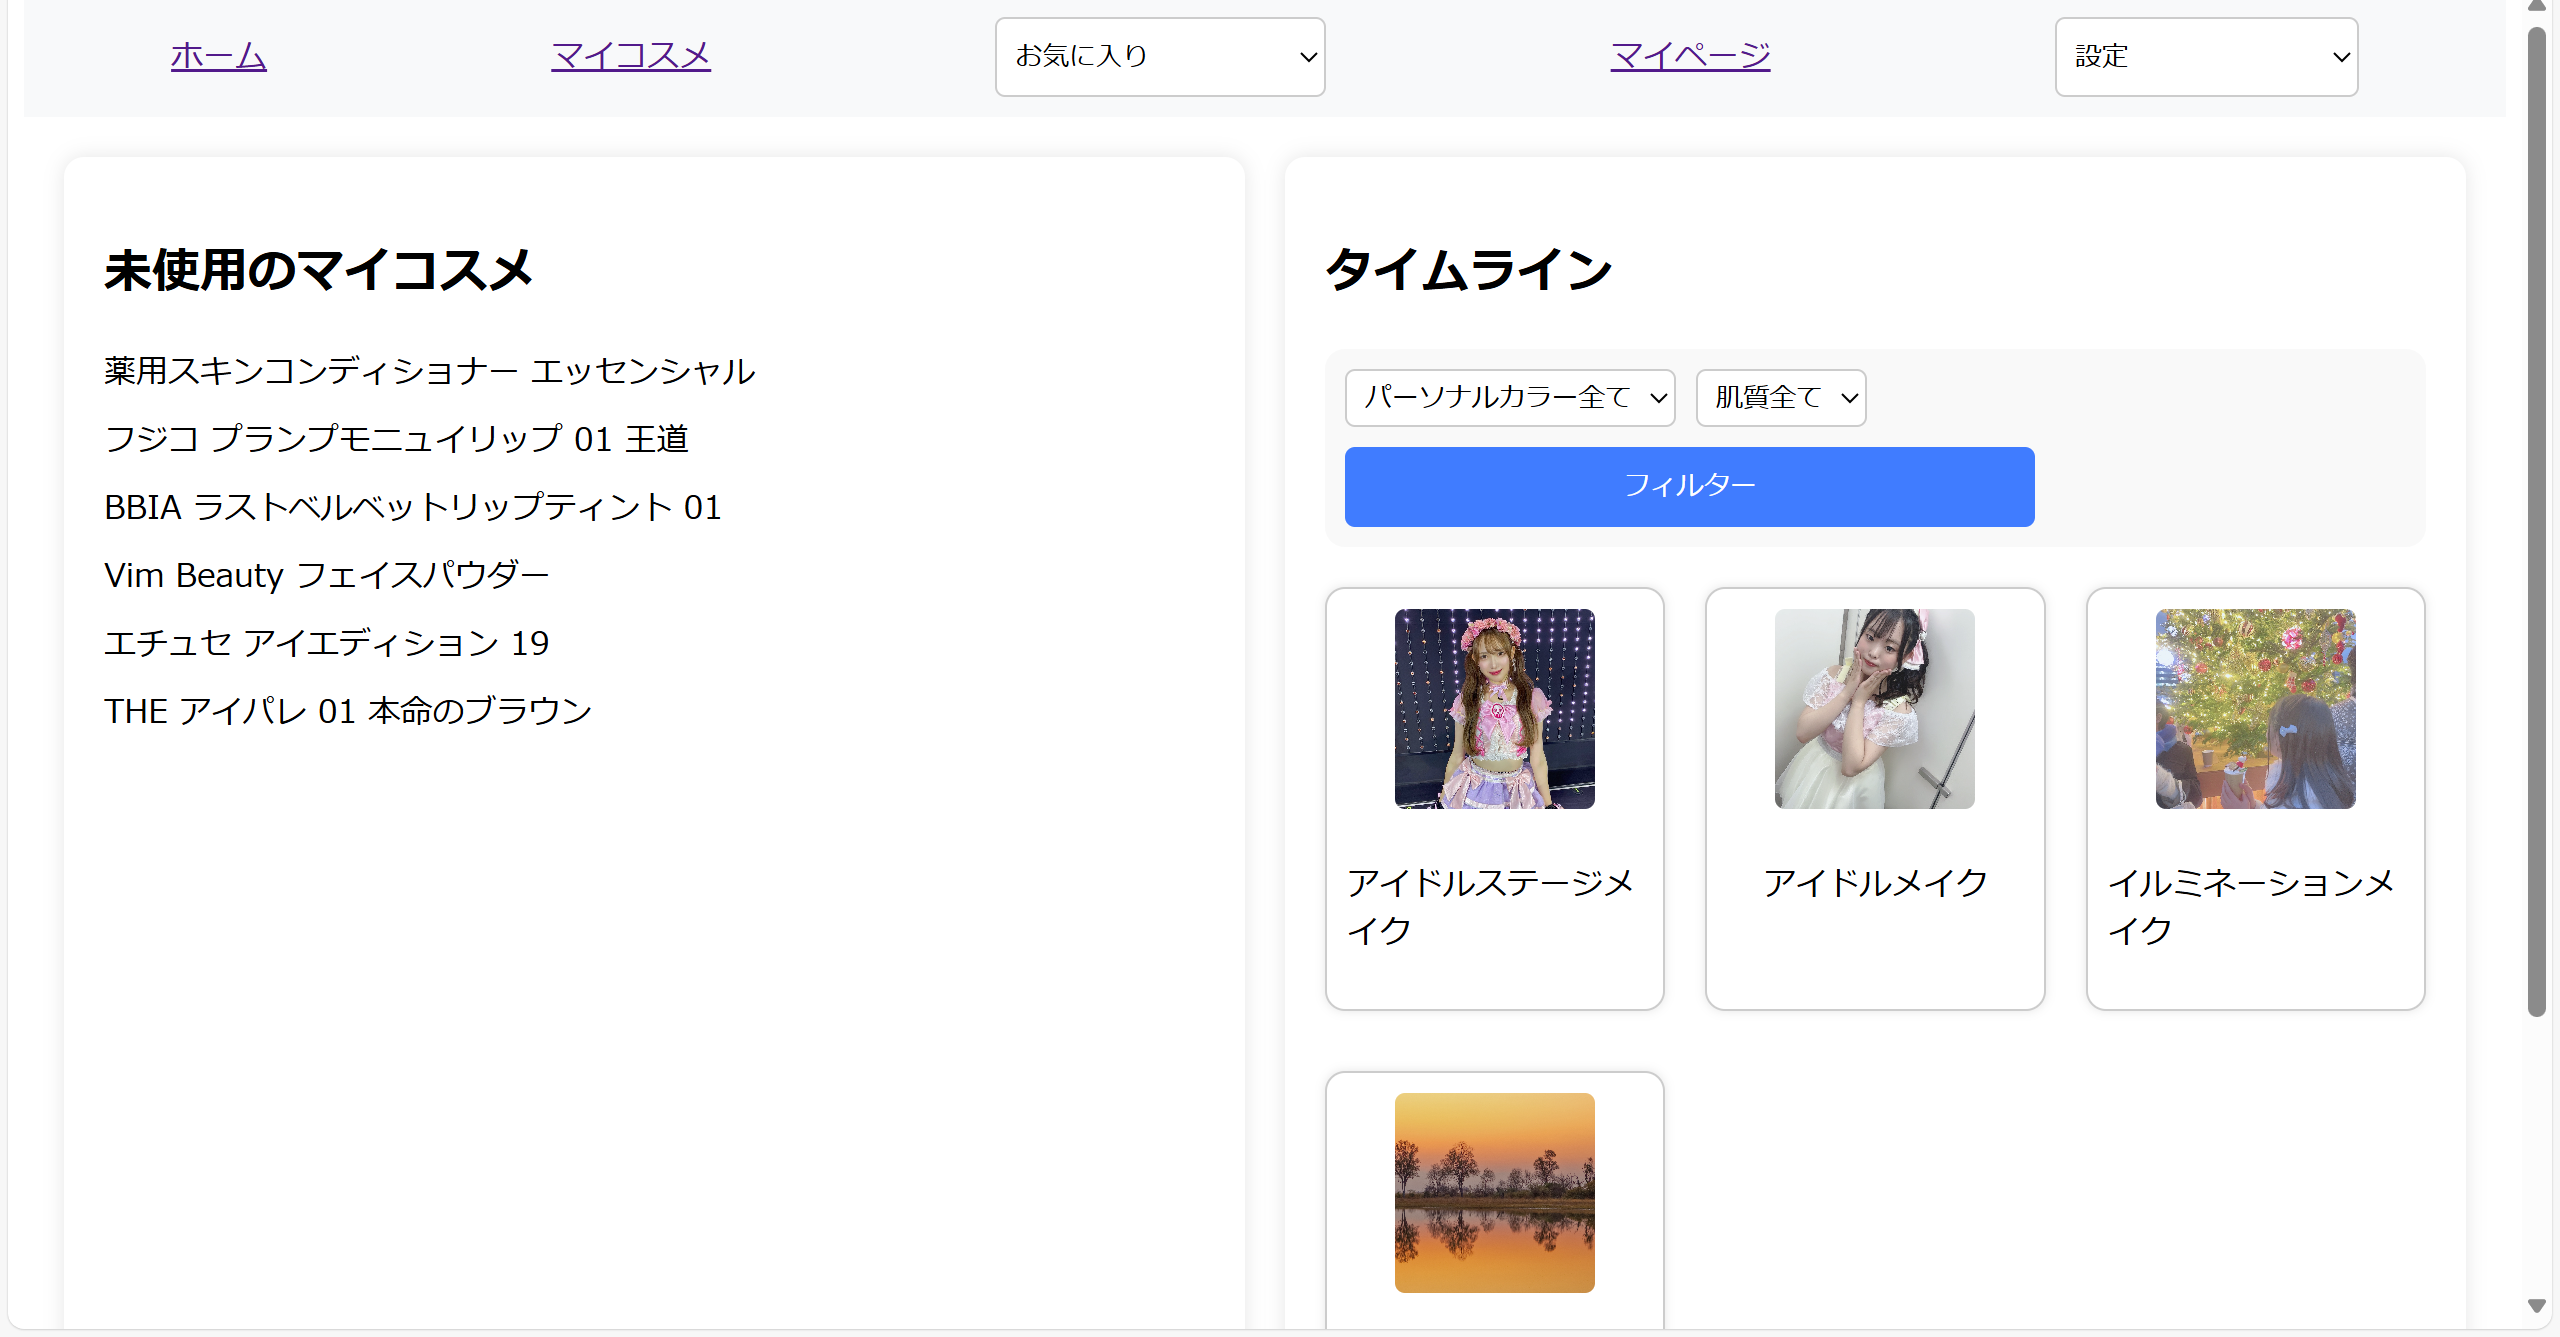 ホーム
マイコスメ
お気に入り
マイページ
設定
未使用のマイコスメ
薬用スキンコンディショナー エッセンシャル
フジコ プランプモニュイリップ 01 王道
BBIA ラストベルベットリップティント 01
Vim Beauty フェイスパウダー
エチュセ アイエディション 19
THE アイパレ 01 本命のブラウン
タイムライン
パーソナルカラー全て
肌質全て
フィルター
アイドルステージメ
イク
アイドルメイク
イルミネーションメ
イク